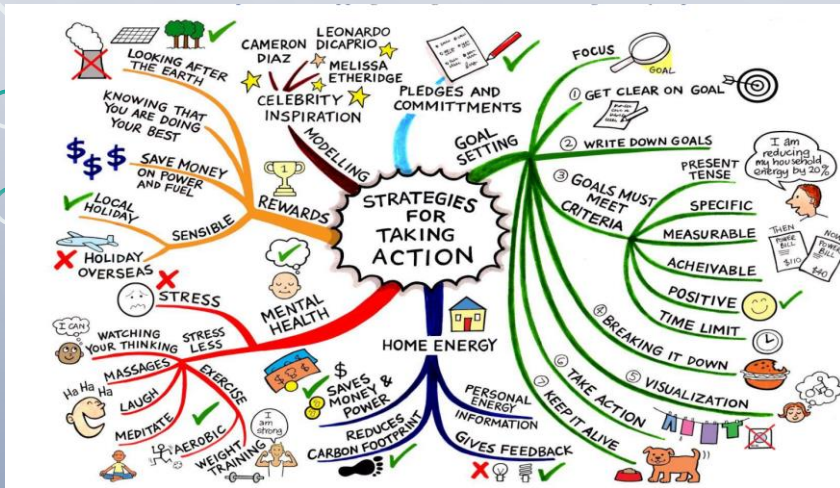 STRATEGIES
FOR
TAKING
ACTION
GOAL
SETTING
FOCUS
GOAL
① GET CLEAR ON GOAL
② WRITE DOWN GOALS
③ GOALS MUST
MEET
CRITERIA
PRESENT
TENSE
I am
reducing
my household
energy by 20%
SPECIFIC
MEASURABLE
THEN
POWER
BILL
$110
NOW
POWER
BILL
$40
ACHEIVABLE
POSITIVE
TIME LIMIT
④ BREAKING IT DOWN
⑤ VISUALIZATION
⑥ TAKE ACTION
⑦ KEEP IT ALIVE
HOME ENERGY
PERSONAL
ENERGY
INFORMATION
GIVES FEEDBACK
$
SAVES
MONEY &
POWER
REDUCES
CARBON FOOTPRINT
MENTAL
HEALTH
STRESS
STRESS
LESS
I CAN!
WATCHING
YOUR THINKING
MASSAGES
Ha Ha Ha
LAUGH
MEDITATE
EXERCISE
AEROBIC
WEIGHT
TRAINING
I am
strong
REWARDS
1
LOOKING AFTER
THE EARTH
KNOWING THAT
YOU ARE DOING
YOUR BEST
$ $ $
SAVE MONEY
ON POWER
AND FUEL
SENSIBLE
LOCAL
HOLIDAY
HOLIDAY
OVERSEAS
MODELLING
CELEBRITY
INSPIRATION
CAMERON
DIAZ
LEONARDO
DICAPRIO
MELISSA
ETHERIDGE
PLEDGES AND
COMMITTMENTS